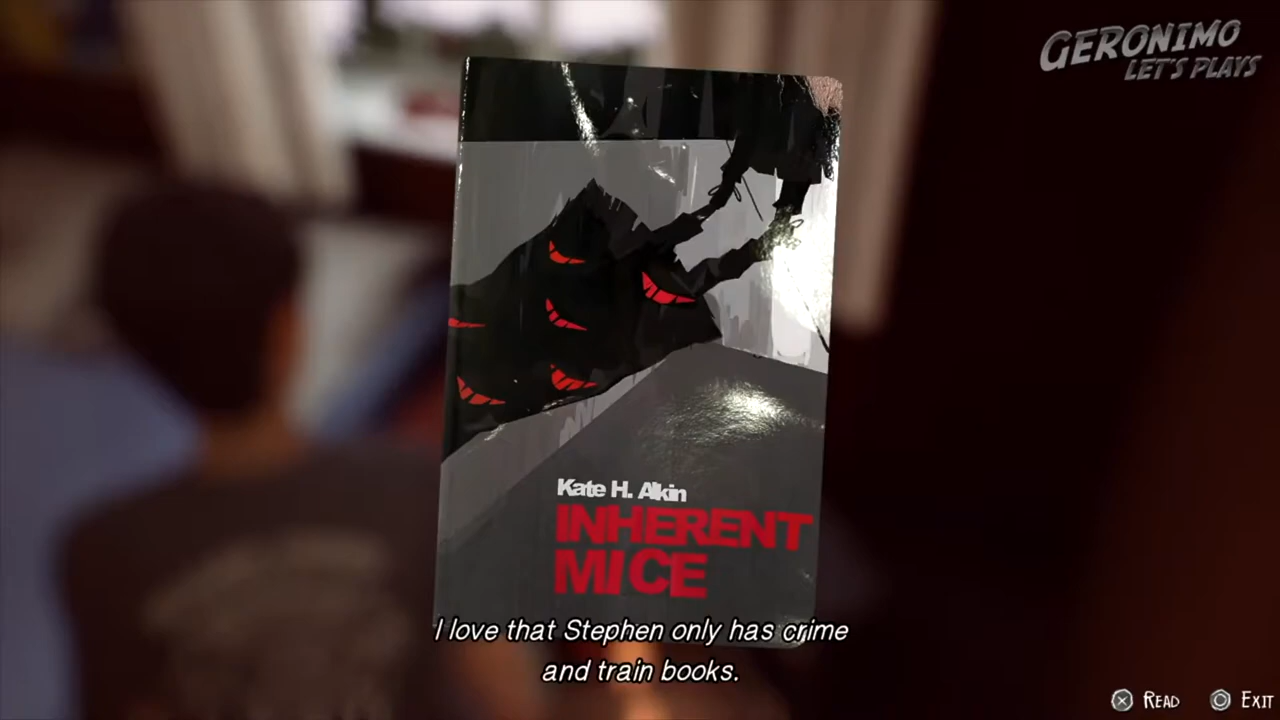 GERONIMO
LET'S PLAYS
Kate H. Alkin
INHERENT
MICE
I love that Stephen only has crime
and train books.
READ
EXIT